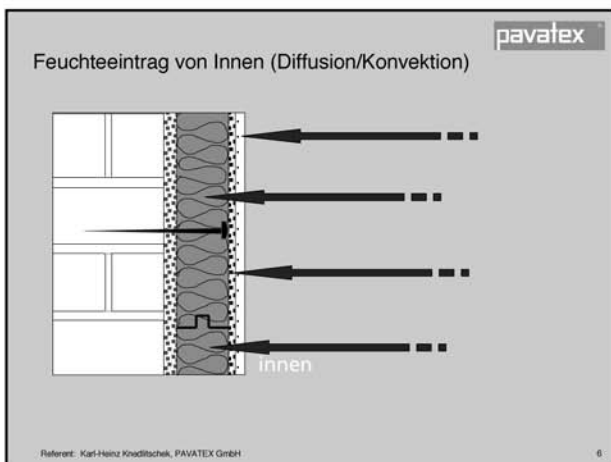 pavatex
Feuchteeintrag von Innen (Diffusion/Konvektion)
innen
Referent: Karl-Heinz Knedlitschek, PAVATEX GmbH
6